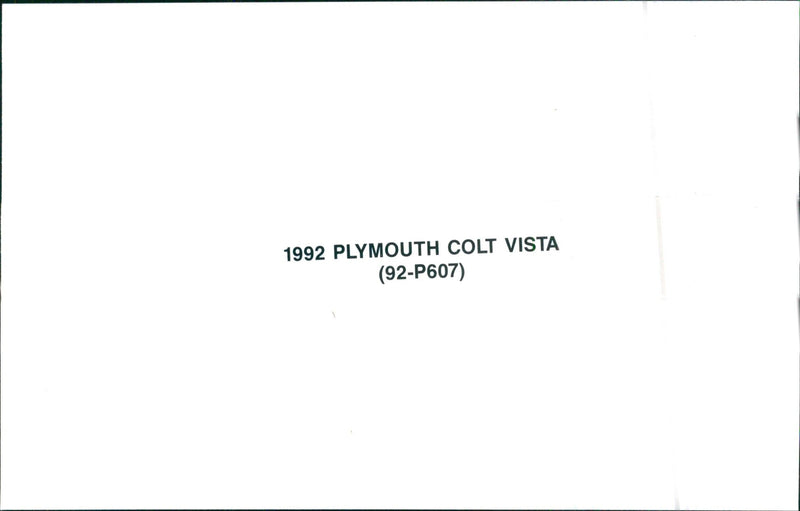 1992 PLYMOUTH COLT VISTA
(92-P607)